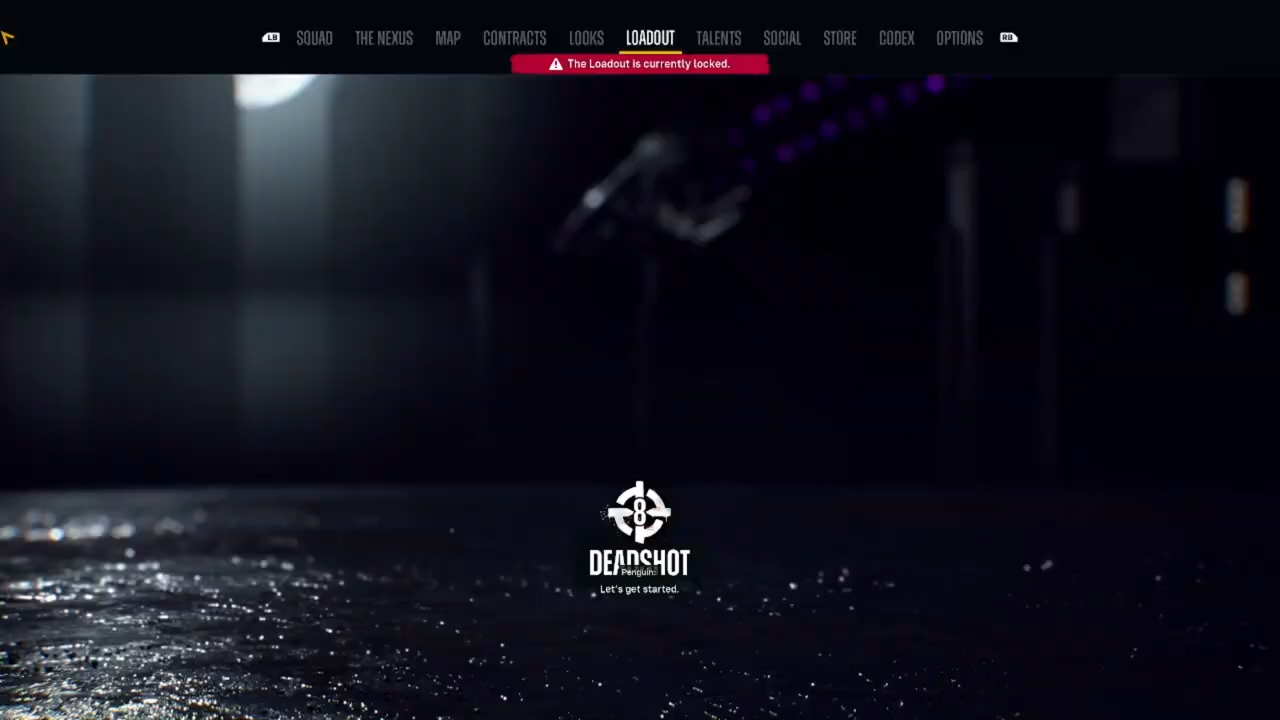 LB SQUAD THE NEXUS MAP CONTRACTS LOOKS LOADOUT TALENTS SOCIAL STORE CODEX OPTIONS RB
The Loadout is currently locked.
8
DEADSHOT
Penguin:
Let's get started.